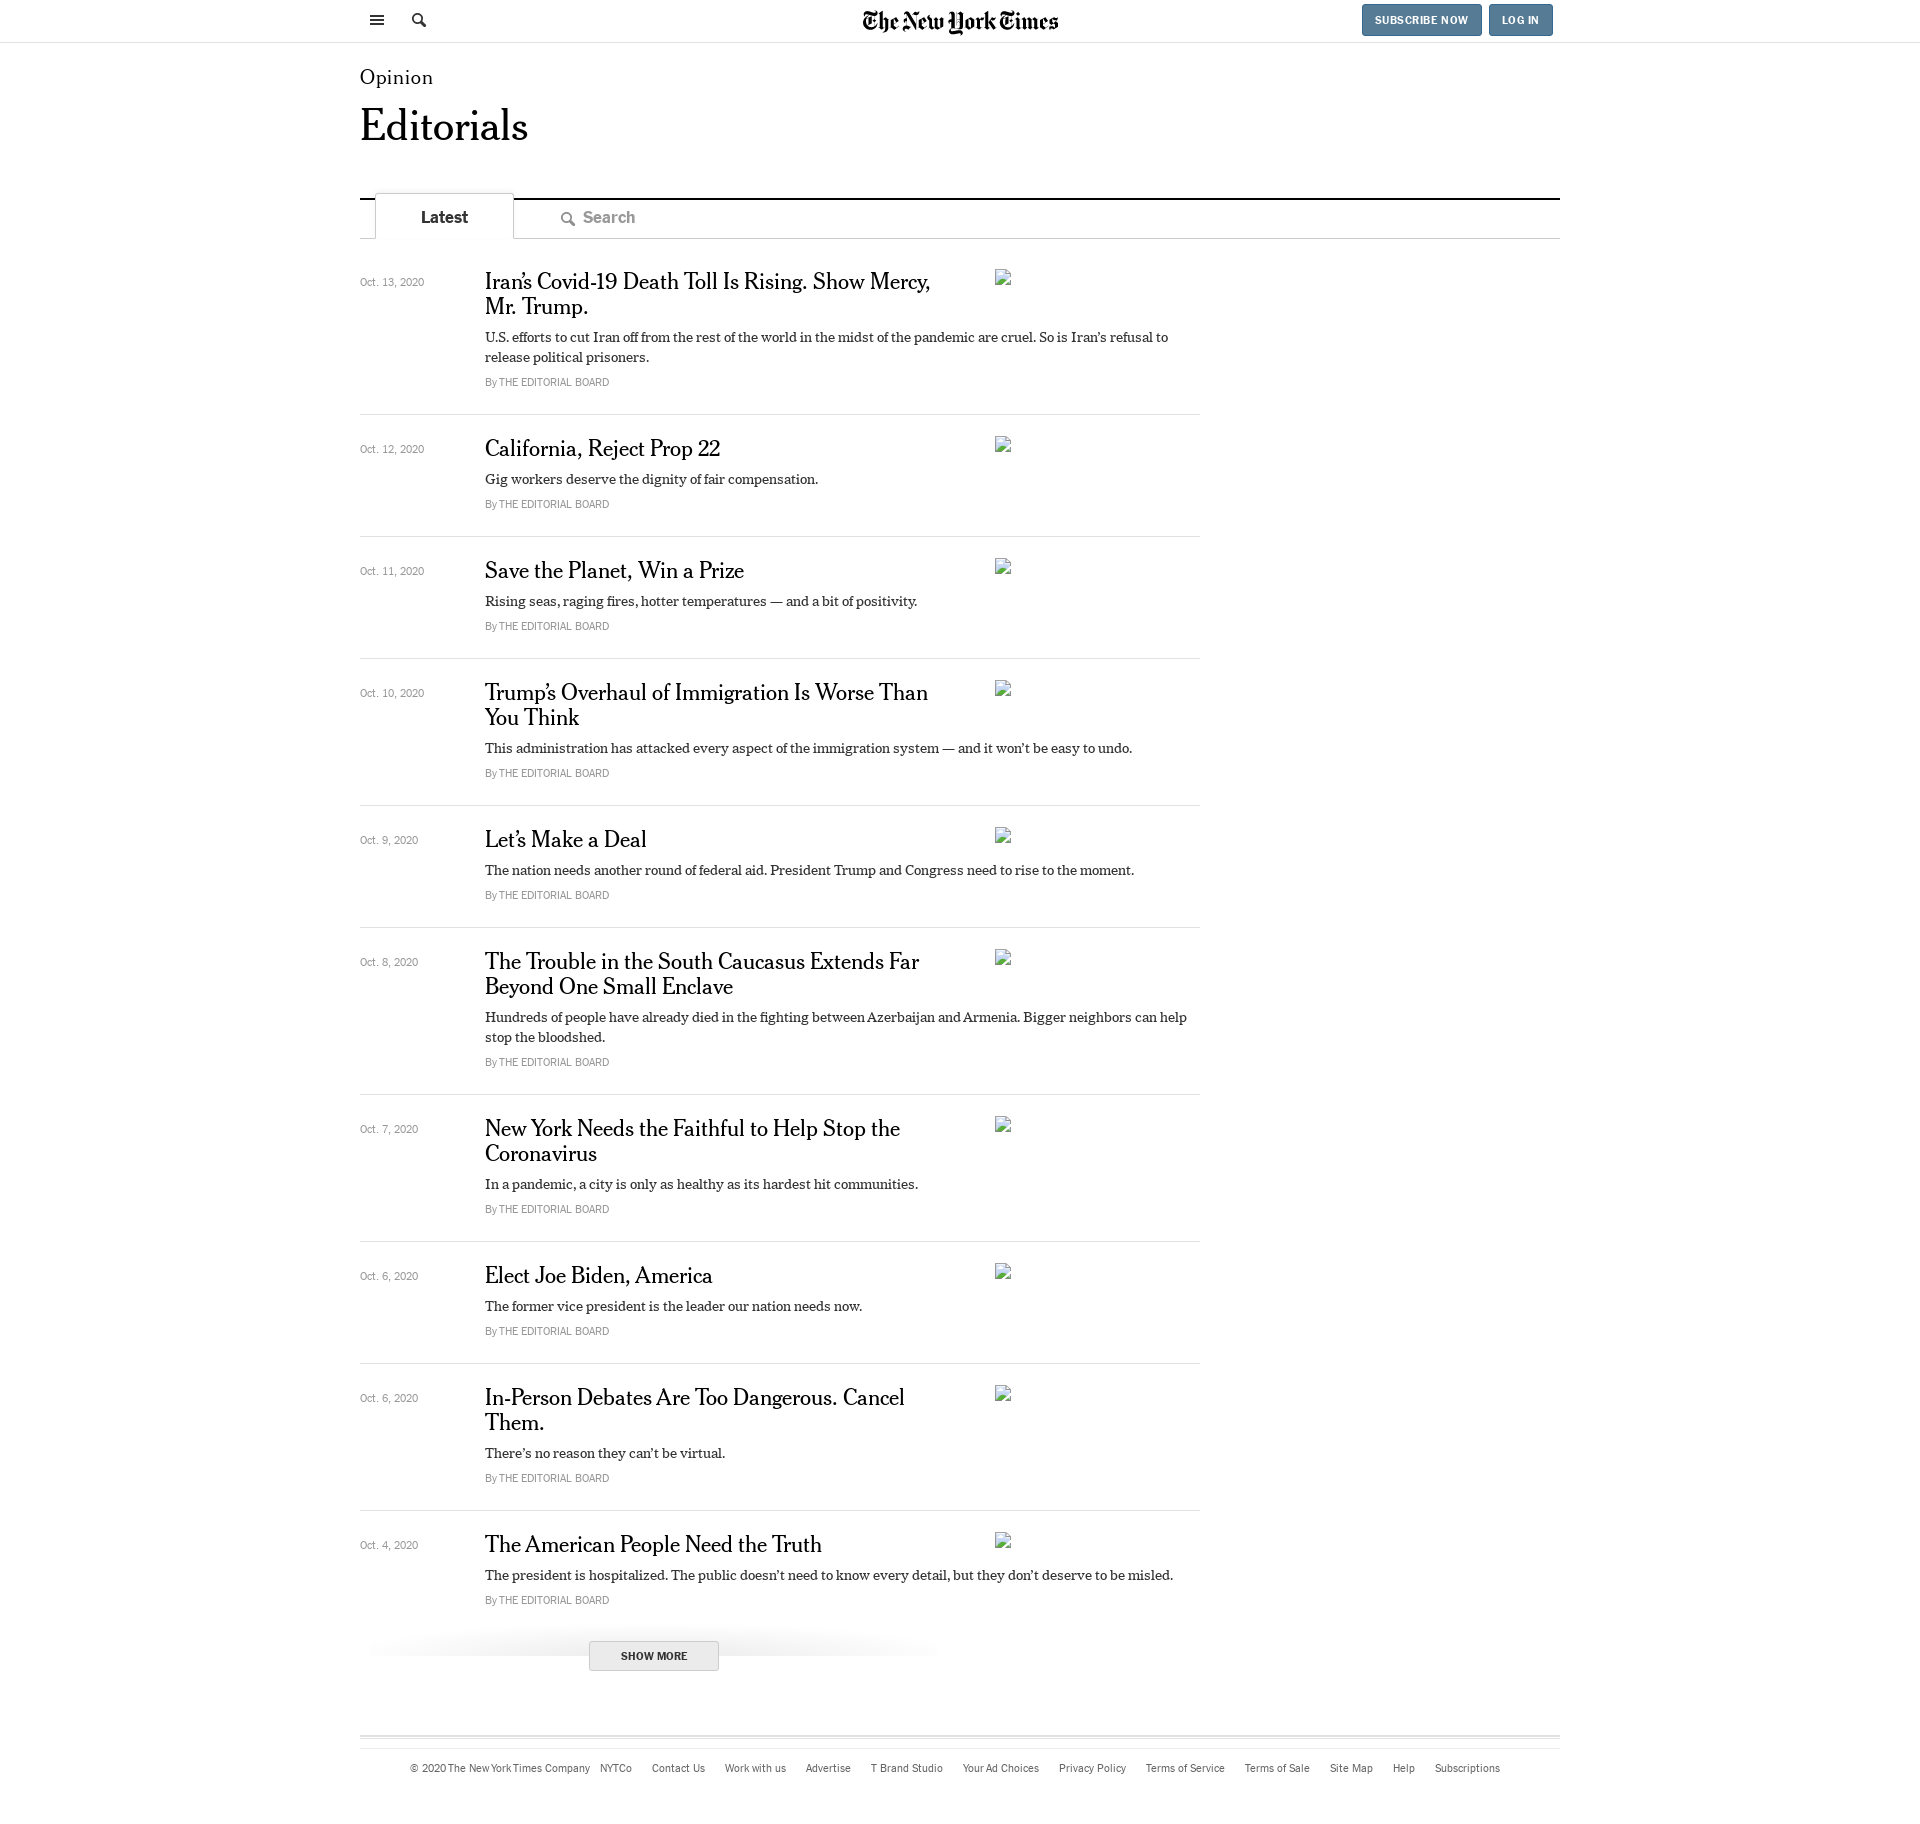 The New York Times
SUBSCRIBE NOW
LOG IN
Opinion
Editorials
Latest
Search
Oct. 13, 2020
Iran’s Covid-19 Death Toll Is Rising. Show Mercy,
Mr. Trump.
U.S. efforts to cut Iran off from the rest of the world in the midst of the pandemic are cruel. So is Iran’s refusal to
release political prisoners.
By THE EDITORIAL BOARD
Oct. 12, 2020
California, Reject Prop 22
Gig workers deserve the dignity of fair compensation.
By THE EDITORIAL BOARD
Oct. 11, 2020
Save the Planet, Win a Prize
Rising seas, raging fires, hotter temperatures — and a bit of positivity.
By THE EDITORIAL BOARD
Oct. 10, 2020
Trump’s Overhaul of Immigration Is Worse Than
You Think
This administration has attacked every aspect of the immigration system — and it won’t be easy to undo.
By THE EDITORIAL BOARD
Oct. 9, 2020
Let’s Make a Deal
The nation needs another round of federal aid. President Trump and Congress need to rise to the moment.
By THE EDITORIAL BOARD
Oct. 8, 2020
The Trouble in the South Caucasus Extends Far
Beyond One Small Enclave
Hundreds of people have already died in the fighting between Azerbaijan and Armenia. Bigger neighbors can help
stop the bloodshed.
By THE EDITORIAL BOARD
Oct. 7, 2020
New York Needs the Faithful to Help Stop the
Coronavirus
In a pandemic, a city is only as healthy as its hardest hit communities.
By THE EDITORIAL BOARD
Oct. 6, 2020
Elect Joe Biden, America
The former vice president is the leader our nation needs now.
By THE EDITORIAL BOARD
Oct. 6, 2020
In-Person Debates Are Too Dangerous. Cancel
Them.
There’s no reason they can’t be virtual.
By THE EDITORIAL BOARD
Oct. 4, 2020
The American People Need the Truth
The president is hospitalized. The public doesn’t need to know every detail, but they don’t deserve to be misled.
By THE EDITORIAL BOARD
SHOW MORE
© 2020 The New York Times Company NYTCo Contact Us Work with us Advertise T Brand Studio Your Ad Choices Privacy Policy Terms of Service Terms of Sale Site Map Help Subscriptions